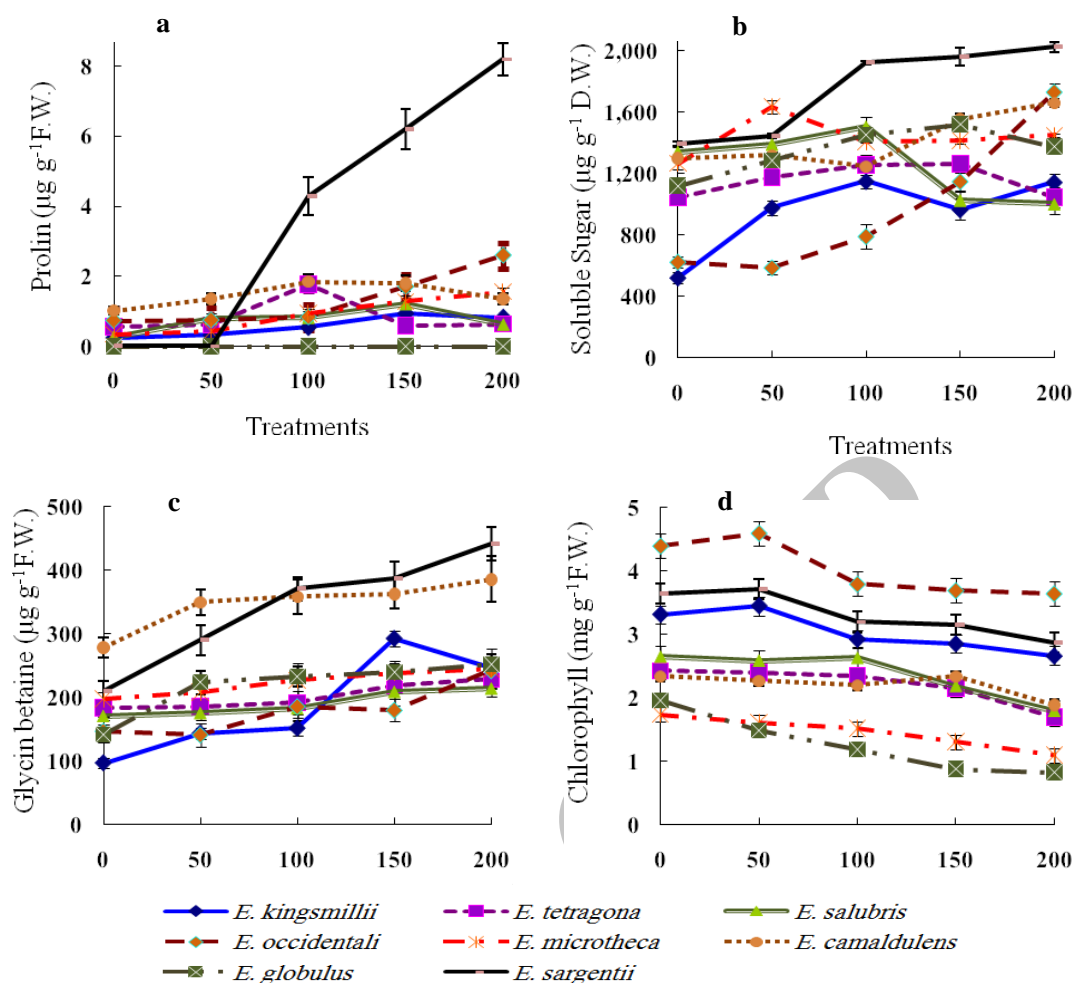 a
Prolin (µg g⁻¹F.W.)
8
6
4
2
0
0 50 100 150 200
Treatments
b
Soluble Sugar (µg g⁻¹ D.W.)
2,000
1,600
1,200
800
400
0
0 50 100 150 200
Treatments
c
Glycin betaine (µg g⁻¹F.W.)
500
400
300
200
100
0
0 50 100 150 200
d
Chlorophyll (mg g⁻¹F.W.)
5
4
3
2
1
0
0 50 100 150 200
E. kingsmillii E. tetragona E. salubris
E. occidentali E. microtheca E. camaldulens
E. globulus E. sargentii